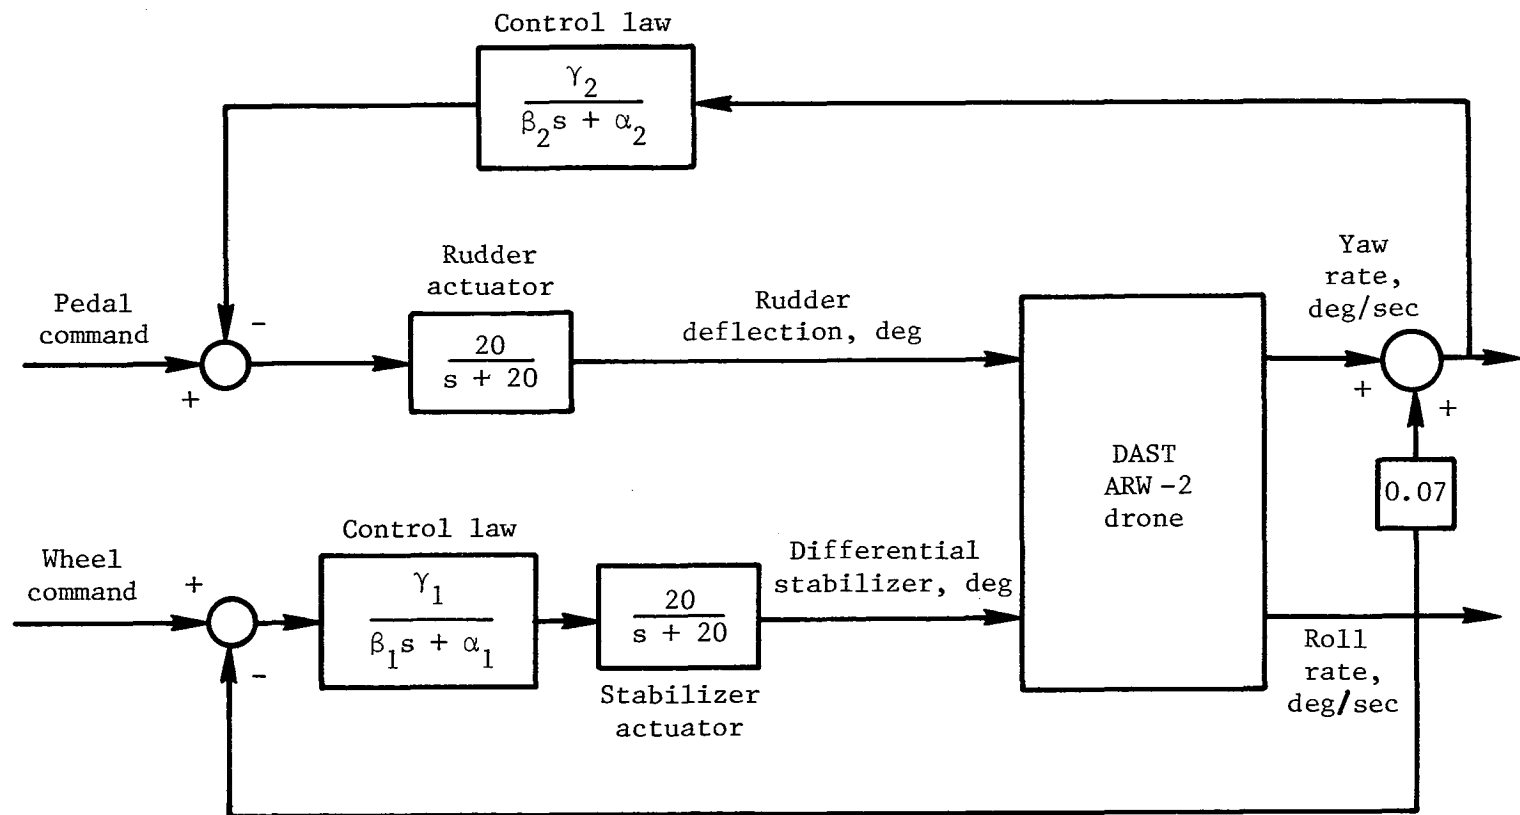 Control law
γ₂
β₂s + α₂
Pedal
command
-
+
Rudder
actuator
20
s + 20
Rudder
deflection, deg
Yaw
rate,
deg/sec
+
+
DAST
ARW-2
drone
0.07
Wheel
command
+
-
Control law
γ₁
β₁s + α₁
20
s + 20
Stabilizer
actuator
Differential
stabilizer, deg
Roll
rate,
deg/sec